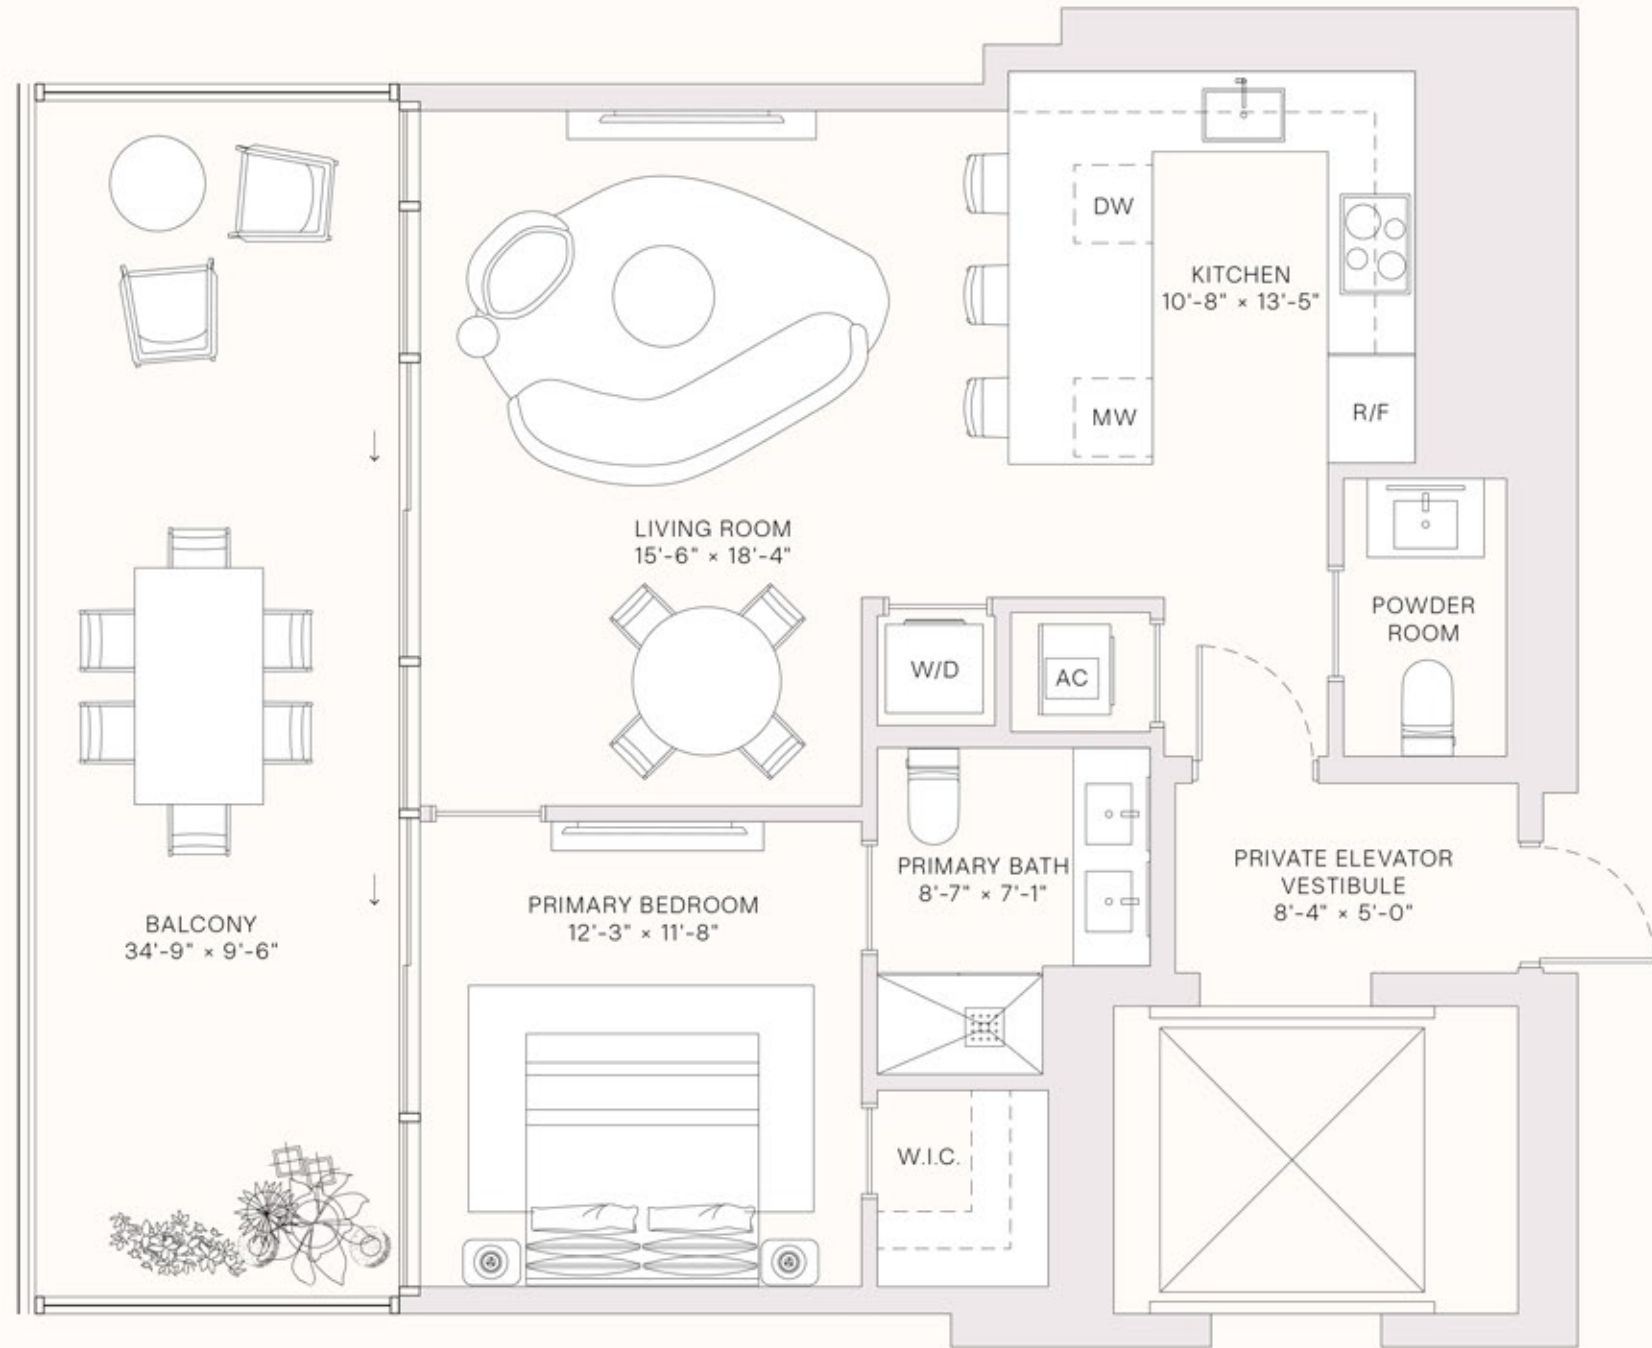 DW
KITCHEN
10'-8" × 13'-5"
MW
R/F
LIVING ROOM
15'-6" × 18'-4"
POWDER
ROOM
W/D
AC
PRIMARY BATH
8'-7" × 7'-1"
PRIVATE ELEVATOR
VESTIBULE
8'-4" × 5'-0"
PRIMARY BEDROOM
12'-3" × 11'-8"
BALCONY
34'-9" × 9'-6"
W.I.C.